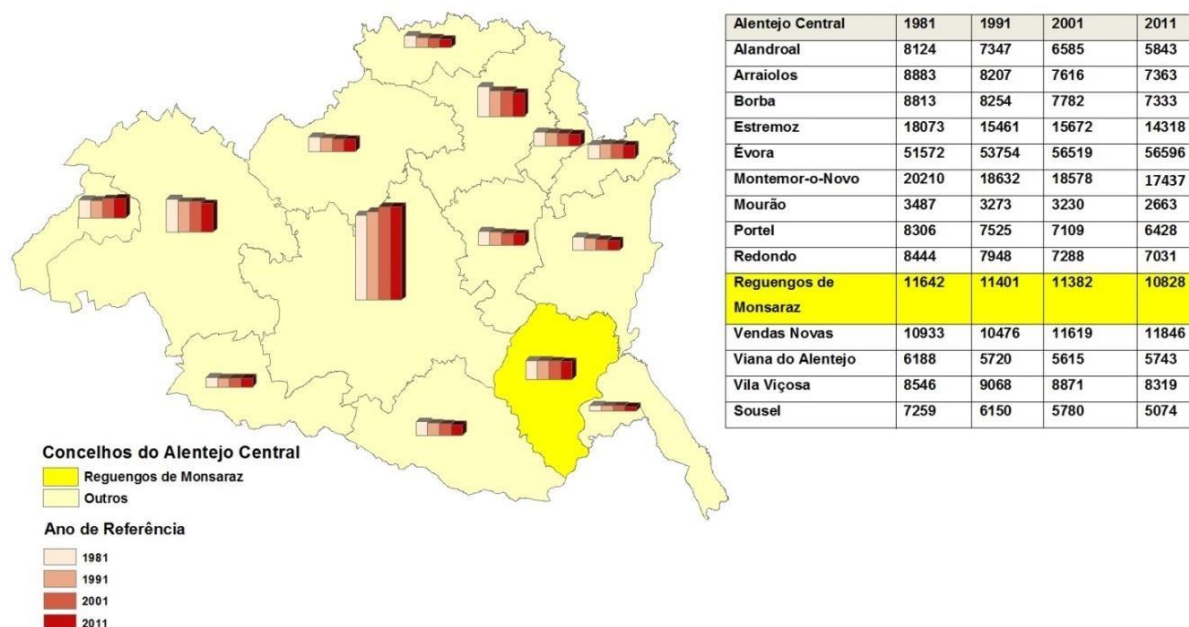 Alentejo Central 1981 1991 2001 2011
Alandroal 8124 7347 6585 5843
Arraiolos 8883 8207 7616 7363
Borba 8813 8254 7782 7333
Estremoz 18073 15461 15672 14318
Évora 51572 53754 56519 56596
Montemor-o-Novo 20210 18632 18578 17437
Mourão 3487 3273 3230 2663
Portel 8306 7525 7109 6428
Redondo 8444 7948 7288 7031
Reguengos de 11642 11401 11382 10828
Monsaraz
Vendas Novas 10933 10476 11619 11846
Viana do Alentejo 6188 5720 5615 5743
Vila Viçosa 8546 9068 8871 8319
Sousel 7259 6150 5780 5074
Concelhos do Alentejo Central
Reguengos de Monsaraz
Outros
Ano de Referência
1981
1991
2001
2011